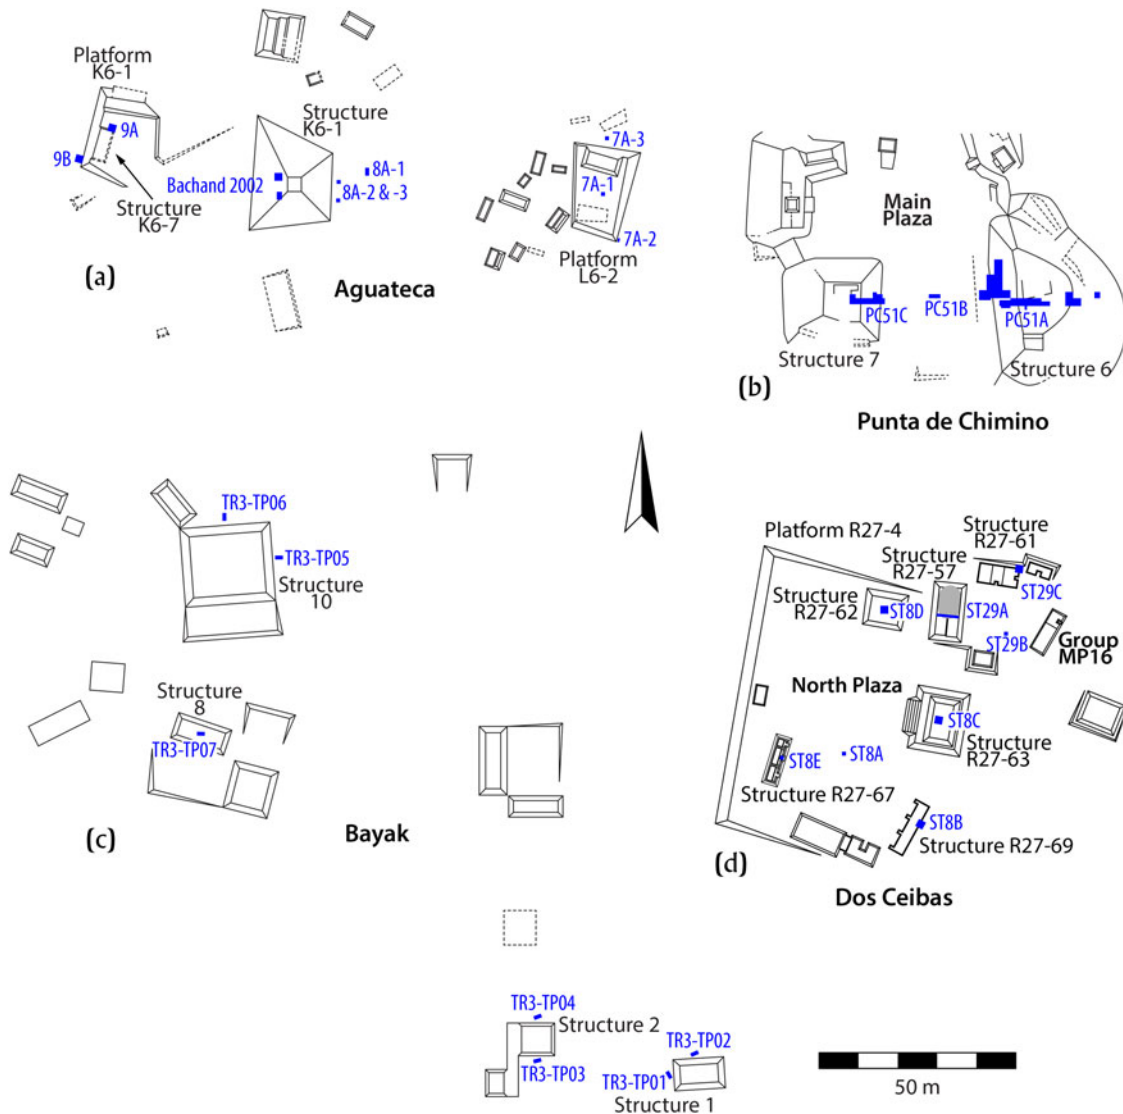 Platform
K6-1
9A
9B
Structure
K6-7
Structure
K6-1
Bachand 2002
8A-1
8A-2 & -3
7A-3
7A-1
7A-2
Platform
L6-2
(a)
Aguateca
Main
Plaza
PC51C
PC51B
PC51A
Structure 7
Structure 6
(b)
Punta de Chimino
TR3-TP06
TR3-TP05
Structure
10
Structure
8
TR3-TP07
(c)
Bayak
Platform R27-4
Structure
R27-61
Structure
R27-57
ST29C
Structure
R27-62
ST8D
ST29A
ST29B
Group
MP16
North Plaza
ST8C
Structure
R27-63
ST8E
ST8A
Structure R27-67
ST8B
Structure R27-69
(d)
Dos Ceibas
TR3-TP04
Structure 2
TR3-TP03
TR3-TP02
TR3-TP01
Structure 1
50 m